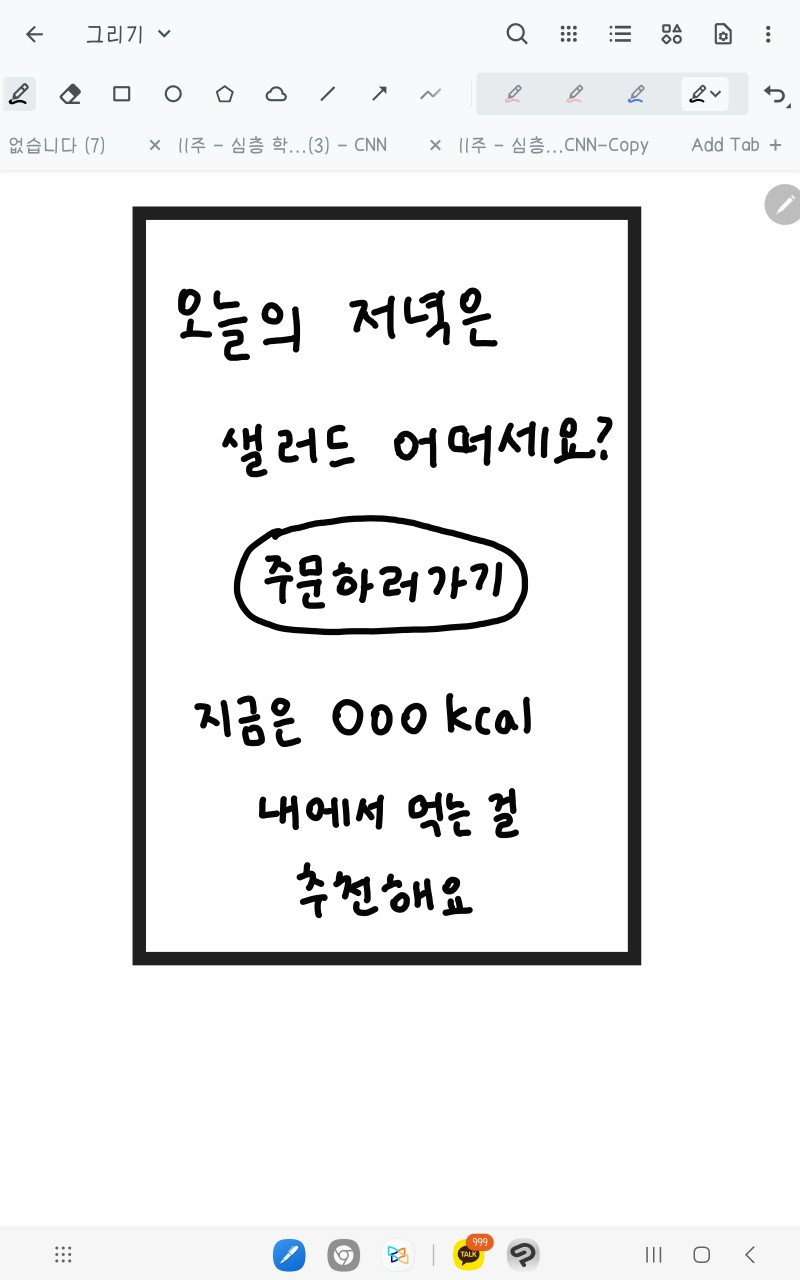 그리기
없습니다 (7)
11주 - 심층 학...(3) - CNN
11주 - 심층...CNN-Copy
Add Tab +
오늘의 저녁은
샐러드 어떠세요?
주문하러가기
지금은 000 kcal
내에서 먹는 걸
추천해요
TALK
999